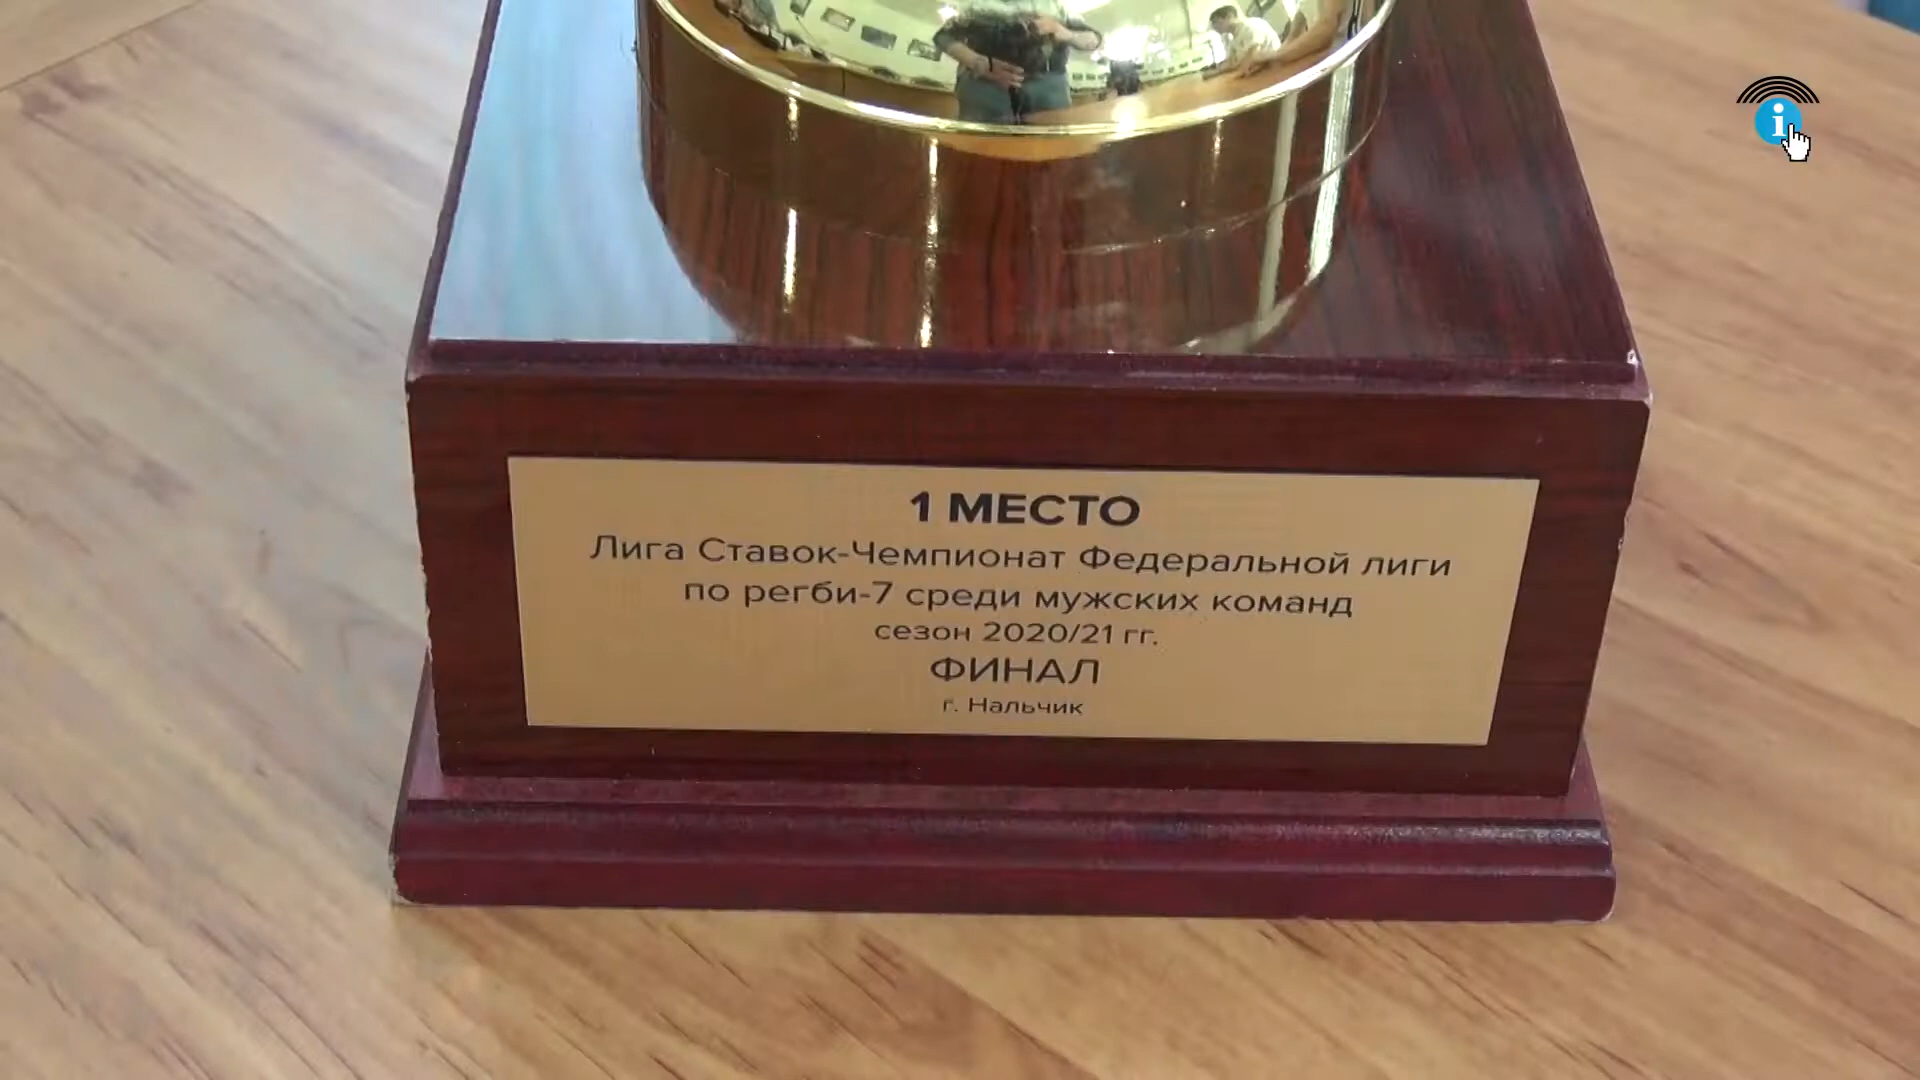 1 МЕСТО
Лига Ставок-Чемпионат Федеральной лиги
по регби-7 среди мужских команд
сезон 2020/21 гг.
ФИНАЛ
г. Нальчик
i